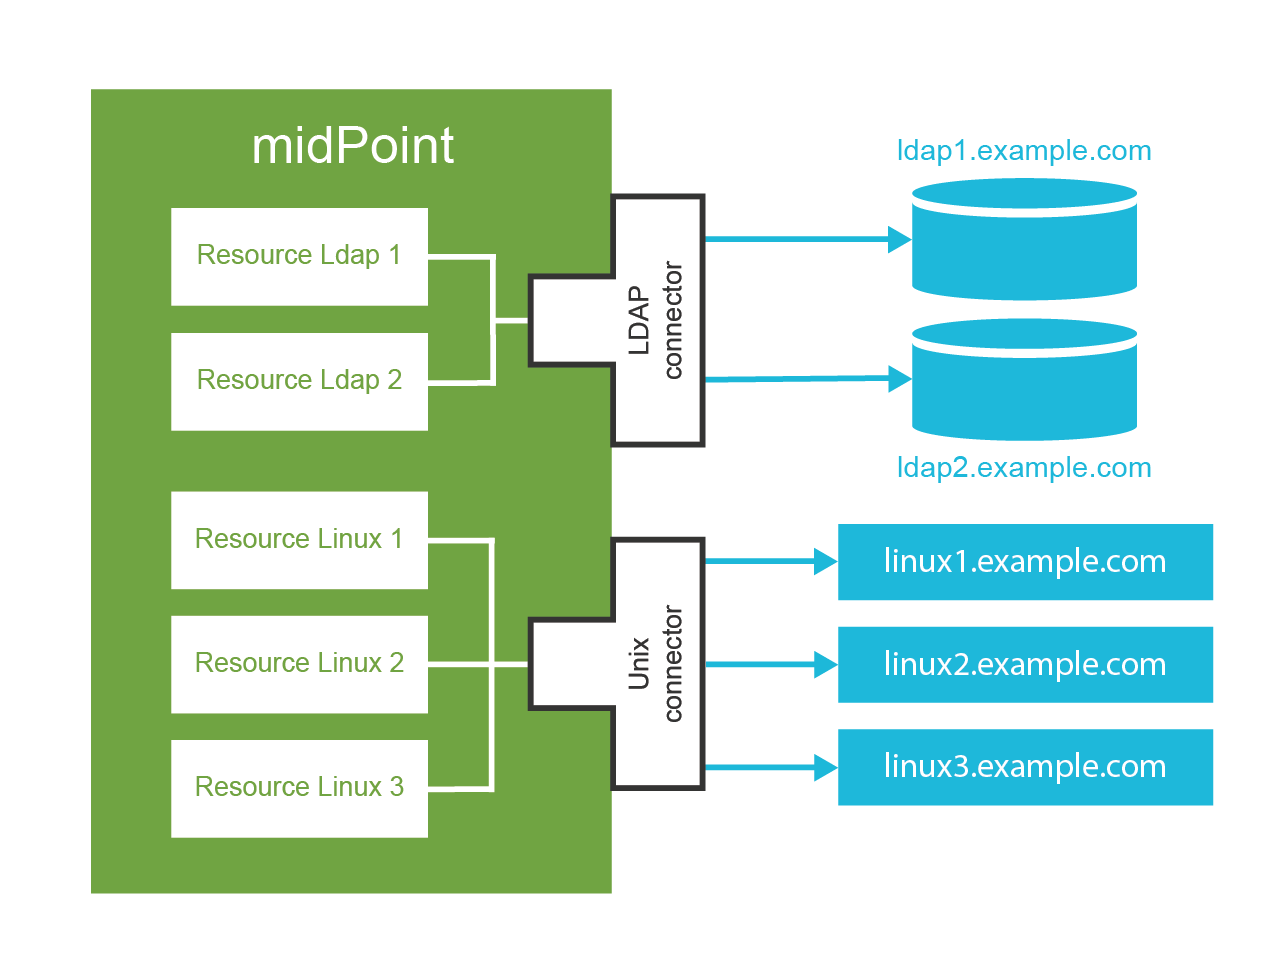 midPoint
Resource Ldap 1
Resource Ldap 2
LDAP
connector
ldap1.example.com
ldap2.example.com
Resource Linux 1
Resource Linux 2
Resource Linux 3
Unix
connector
linux1.example.com
linux2.example.com
linux3.example.com